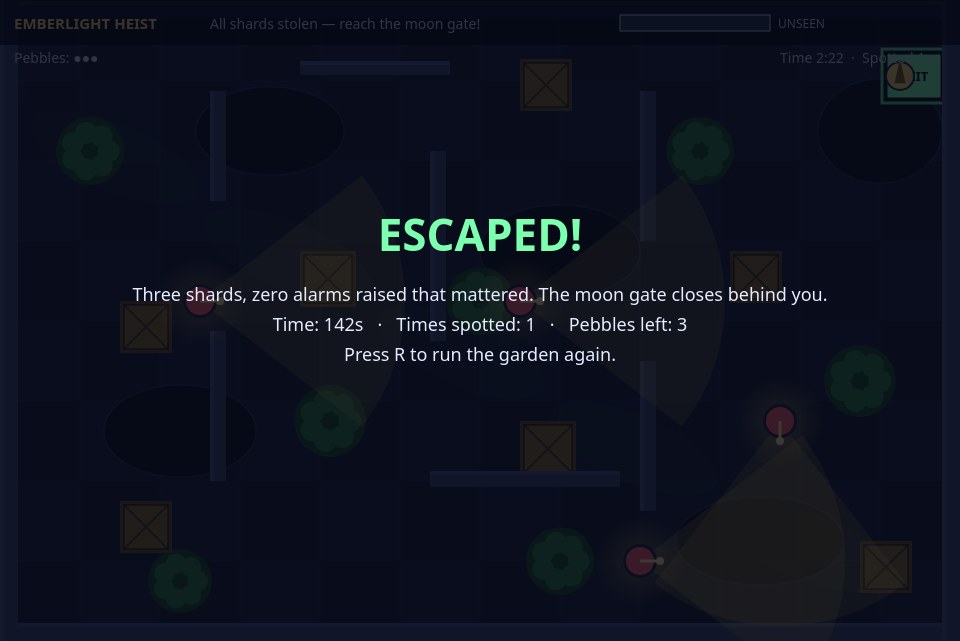 EMBERLIGHT HEIST All shards stolen — reach the moon gate! UNSEEN
Pebbles: ●●● Time 2:22 ·
IT
ESCAPED!
Three shards, zero alarms raised that mattered. The moon gate closes behind you.
Time: 142s · Times spotted: 1 · Pebbles left: 3
Press R to run the garden again.